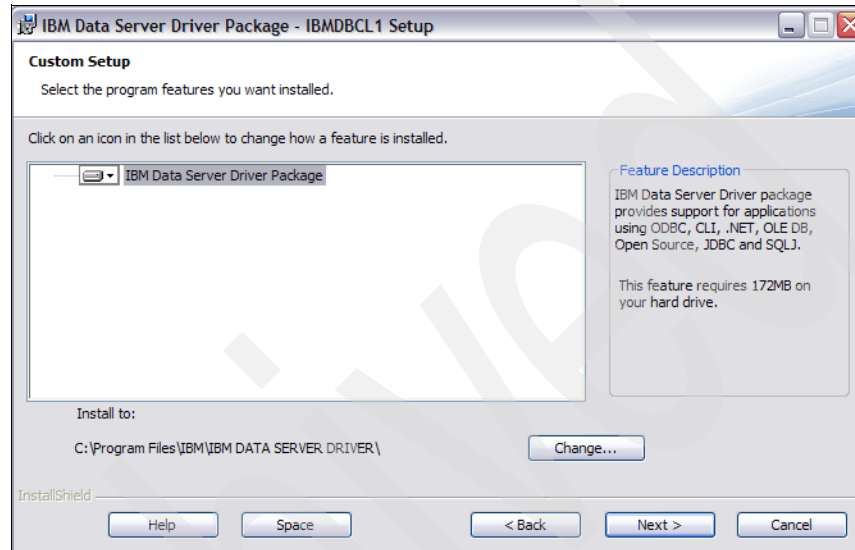 IBM Data Server Driver Package - IBMDBCL1 Setup
Custom Setup
Select the program features you want installed.
Click on an icon in the list below to change how a feature is installed.
IBM Data Server Driver Package
Feature Description
IBM Data Server Driver package
provides support for applications
using ODBC, CLI, .NET, OLE DB,
Open Source, JDBC and SQLJ.
This feature requires 172MB on
your hard drive.
Install to:
C:\Program Files\IBM\IBM DATA SERVER DRIVER\
Change...
InstallShield
Help
Space
< Back
Next >
Cancel